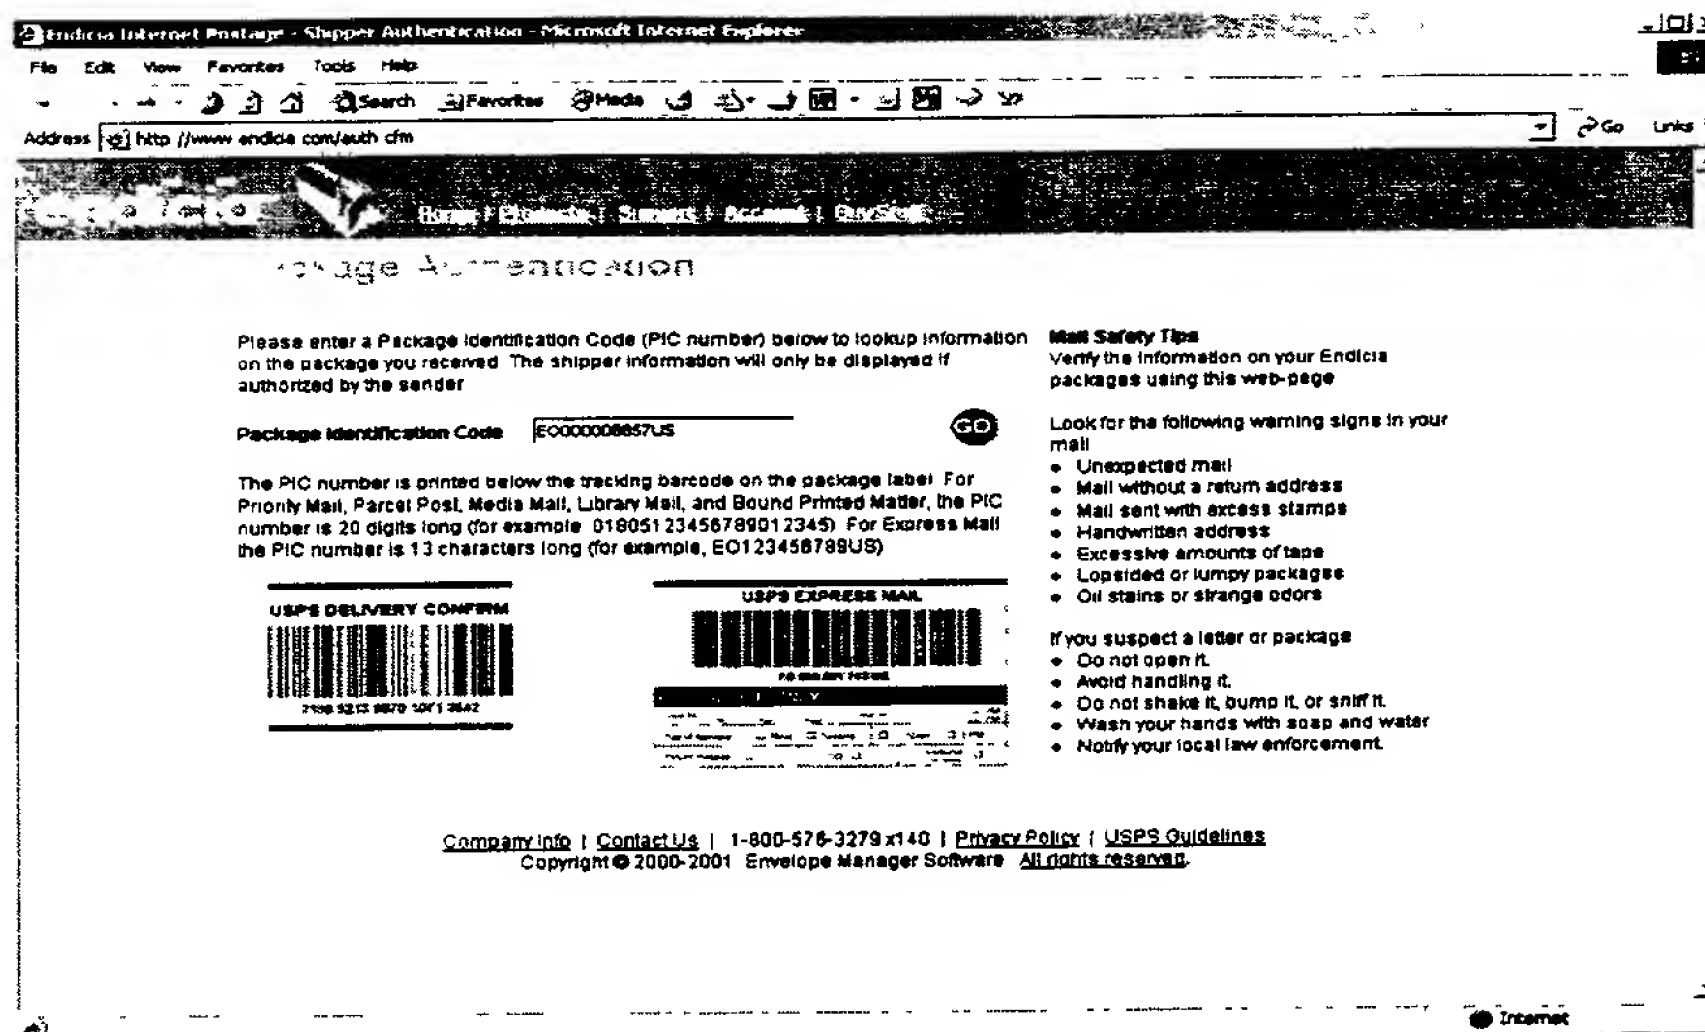 Endicia Internet Postage - Shipper Authentication - Microsoft Internet Explorer
File Edit View Favorites Tools Help
Search Favorites Media
Address http //www endicia com/auth cfm Go Links
Home | Products | Support | Account | Buy Stuff
Package Authentication
Please enter a Package Identification Code (PIC number) below to lookup information
on the package you received The shipper information will only be displayed if
authorized by the sender
Package Identification Code EO000008857US GO
The PIC number is printed below the tracking barcode on the package label For
Priority Mail, Parcel Post, Media Mail, Library Mail, and Bound Printed Matter, the PIC
number is 20 digits long (for example 01805123456789012345) For Express Mail
the PIC number is 13 characters long (for example, EO123456789US)
USPS DELIVERY CONFIRM
USPS EXPRESS MAIL
Mail Safety Tips
Verify the information on your Endicia
packages using this web-page
Look for the following warning signs in your
mail
• Unexpected mail
• Mail without a return address
• Mail sent with excess stamps
• Handwritten address
• Excessive amounts of tape
• Lopsided or lumpy packages
• Oil stains or strange odors
If you suspect a letter or package
• Do not open it.
• Avoid handling it.
• Do not shake it, bump it, or sniff it.
• Wash your hands with soap and water
• Notify your local law enforcement.
Company Info | Contact Us | 1-800-576-3279 x140 | Privacy Policy | USPS Guidelines
Copyright © 2000-2001 Envelope Manager Software All rights reserved.
Internet